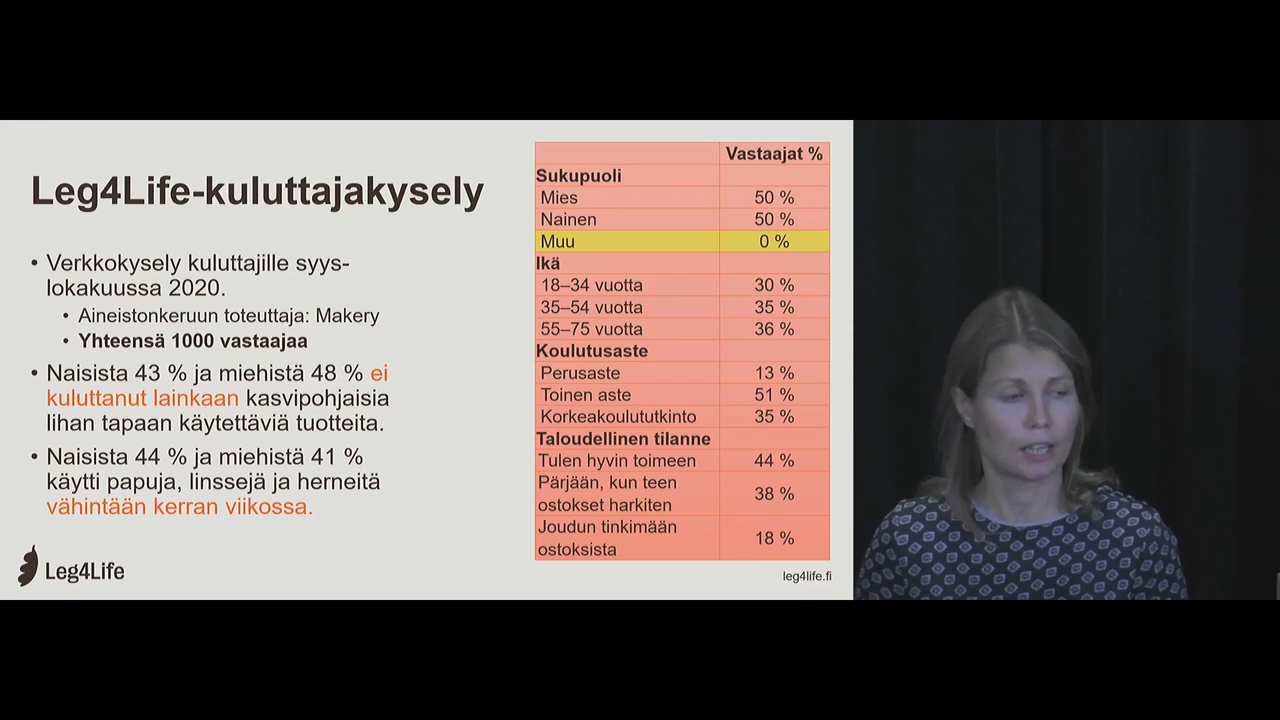 Leg4Life-kuluttajakysely
• Verkkokysely kuluttajille syys-
lokakuussa 2020.
• Aineistonkeruun toteuttaja: Makery
• Yhteensä 1000 vastaajaa
• Naisista 43 % ja miehistä 48 % ei
kuluttanut lainkaan kasvipohjaisia
lihan tapaan käytettäviä tuotteita.
• Naisista 44 % ja miehistä 41 %
käytti papuja, linssejä ja herneitä
vähintään kerran viikossa.
Leg4Life
Vastaajat %
Sukupuoli
Mies 50 %
Nainen 50 %
Muu 0 %
Ikä
18–34 vuotta 30 %
35–54 vuotta 35 %
55–75 vuotta 36 %
Koulutusaste
Perusaste 13 %
Toinen aste 51 %
Korkeakoulututkinto 35 %
Taloudellinen tilanne
Tulen hyvin toimeen 44 %
Pärjään, kun teen
ostokset harkiten 38 %
Joudun tinkimään
ostoksista 18 %
leg4life.fi